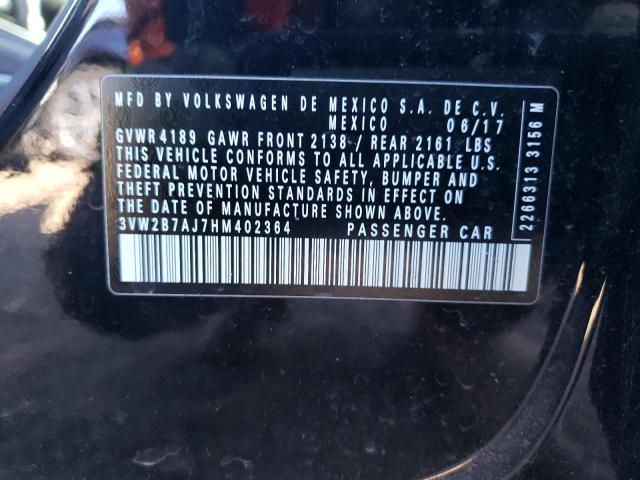 MFD BY VOLKSWAGEN DE MEXICO S.A. DE C.V.
MEXICO 06/17
GVWR 4189 GAWR FRONT 2138 / REAR 2161 LBS
THIS VEHICLE CONFORMS TO ALL APPLICABLE U.S.
FEDERAL MOTOR VEHICLE SAFETY, BUMPER AND
THEFT PREVENTION STANDARDS IN EFFECT ON
THE DATE OF MANUFACTURE SHOWN ABOVE.
3VW2B7AJ7HM402364 PASSENGER CAR
22663713 3156 M